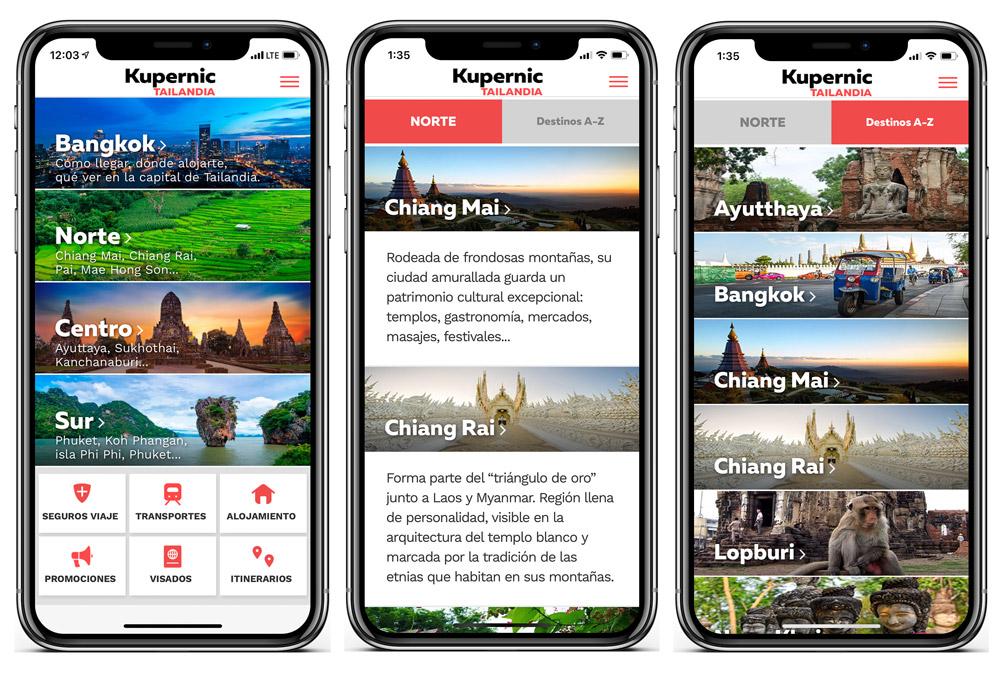 12:03
LTE
Kupernic
TAILANDIA
Bangkok
Cómo llegar, dónde alojarte,
qué ver en la capital de Tailandia.
Norte
Chiang Mai, Chiang Rai,
Pai, Mae Hong Son...
Centro
Ayuttaya, Sukhothai,
Kanchanaburi...
Sur
Phuket, Koh Phangan,
isla Phi Phi, Phuket...
SEGUROS VIAJE
TRANSPORTES
ALOJAMIENTO
PROMOCIONES
VISADOS
ITINERARIOS
1:35
Kupernic
TAILANDIA
NORTE
Destinos A-Z
Chiang Mai
Rodeada de frondosas montañas, su
ciudad amurallada guarda un
patrimonio cultural excepcional:
templos, gastronomía, mercados,
masajes, festivales...
Chiang Rai
Forma parte del “triángulo de oro”
junto a Laos y Myanmar. Región llena
de personalidad, visible en la
arquitectura del templo blanco y
marcada por la tradición de las
etnias que habitan en sus montañas.
1:35
Kupernic
TAILANDIA
NORTE
Destinos A-Z
Ayutthaya
Bangkok
Chiang Mai
Chiang Rai
Lopburi